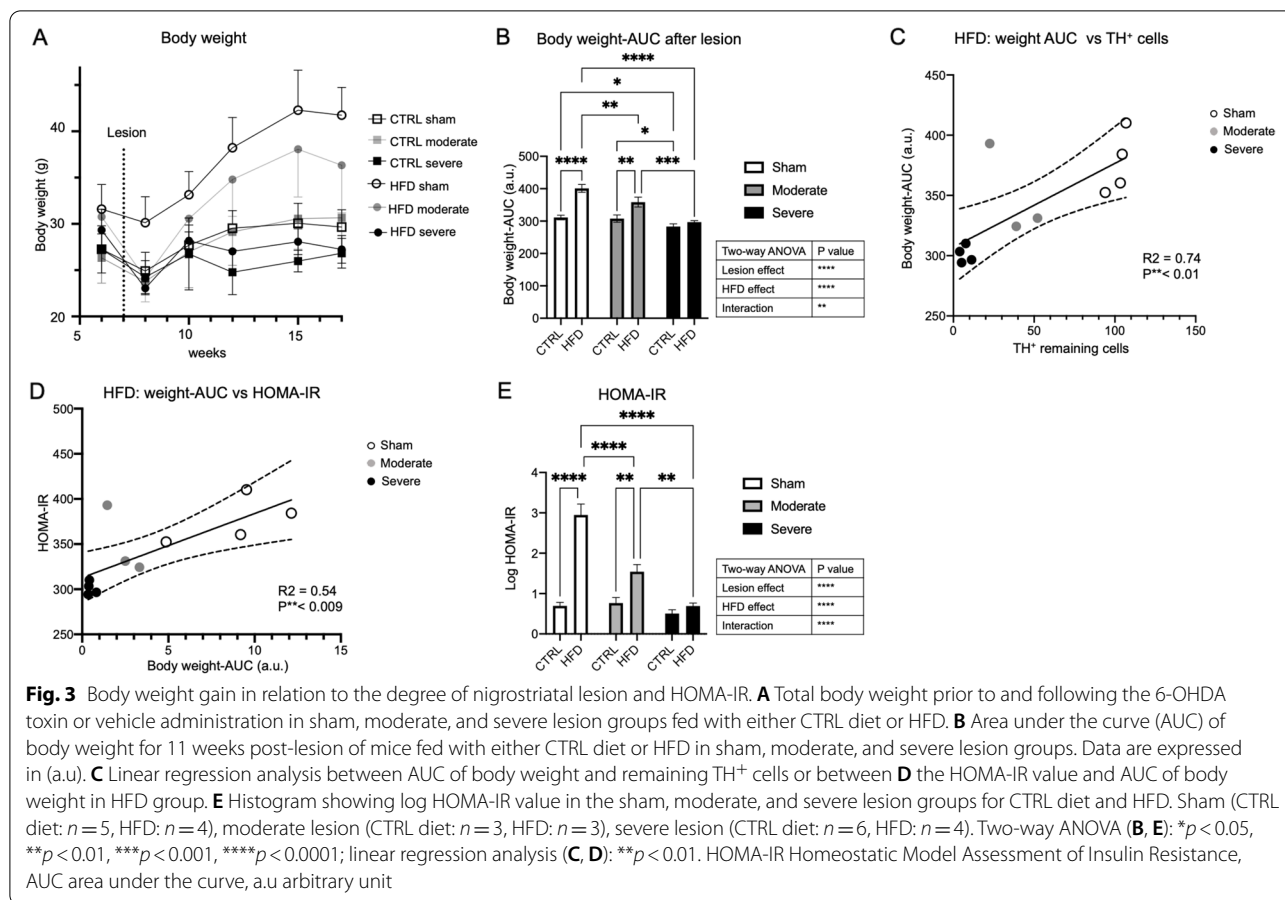 A Body weight
Body weight (g)
40
30
20
Lesion
5 10 15
weeks
CTRL sham
CTRL moderate
CTRL severe
HFD sham
HFD moderate
HFD severe
B Body weight-AUC after lesion
****
*
**
*
**** ** ***
Body weight-AUC (a.u.)
500
400
300
200
100
0
CTRL HFD CTRL HFD CTRL HFD
Sham
Moderate
Severe
Two-way ANOVA P value
Lesion effect ****
HFD effect ****
Interaction **
C HFD: weight AUC vs TH⁺ cells
Body weight-AUC (a.u.)
450
400
350
300
250
0 50 100 150
TH⁺ remaining cells
Sham
Moderate
Severe
R2 = 0.74
P**< 0.01
D HFD: weight-AUC vs HOMA-IR
HOMA-IR
500
450
400
350
300
250
0 5 10 15
Body weight-AUC (a.u.)
Sham
Moderate
Severe
R2 = 0.54
P**< 0.009
E HOMA-IR
****
****
**** ** **
Log HOMA-IR
4
3
2
1
0
CTRL HFD CTRL HFD CTRL HFD
Sham
Moderate
Severe
Two-way ANOVA P value
Lesion effect ****
HFD effect ****
Interaction ****
Fig. 3 Body weight gain in relation to the degree of nigrostriatal lesion and HOMA-IR. A Total body weight prior to and following the 6-OHDA
toxin or vehicle administration in sham, moderate, and severe lesion groups fed with either CTRL diet or HFD. B Area under the curve (AUC) of
body weight for 11 weeks post-lesion of mice fed with either CTRL diet or HFD in sham, moderate, and severe lesion groups. Data are expressed
in (a.u). C Linear regression analysis between AUC of body weight and remaining TH⁺ cells or between D the HOMA-IR value and AUC of body
weight in HFD group. E Histogram showing log HOMA-IR value in the sham, moderate, and severe lesion groups for CTRL diet and HFD. Sham (CTRL
diet: n = 5, HFD: n = 4), moderate lesion (CTRL diet: n = 3, HFD: n = 3), severe lesion (CTRL diet: n = 6, HFD: n = 4). Two-way ANOVA (B, E): *p < 0.05,
**p < 0.01, ***p < 0.001, ****p < 0.0001; linear regression analysis (C, D): **p < 0.01. HOMA-IR Homeostatic Model Assessment of Insulin Resistance,
AUC area under the curve, a.u arbitrary unit